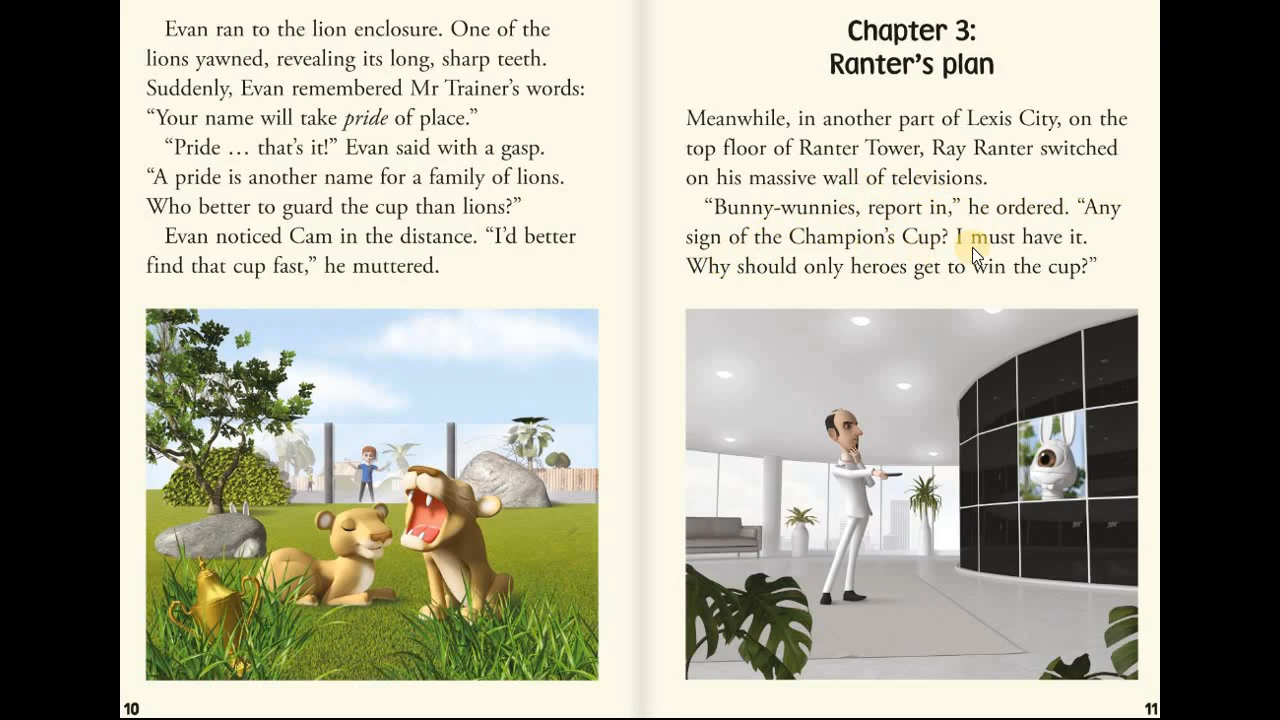 Evan ran to the lion enclosure. One of the
lions yawned, revealing its long, sharp teeth.
Suddenly, Evan remembered Mr Trainer’s words:
“Your name will take pride of place.”
“Pride … that’s it!” Evan said with a gasp.
“A pride is another name for a family of lions.
Who better to guard the cup than lions?”
Evan noticed Cam in the distance. “I’d better
find that cup fast,” he muttered.
10
Chapter 3:
Ranter’s plan
Meanwhile, in another part of Lexis City, on the
top floor of Ranter Tower, Ray Ranter switched
on his massive wall of televisions.
“Bunny-wunnies, report in,” he ordered. “Any
sign of the Champion’s Cup? I must have it.
Why should only heroes get to win the cup?”
11